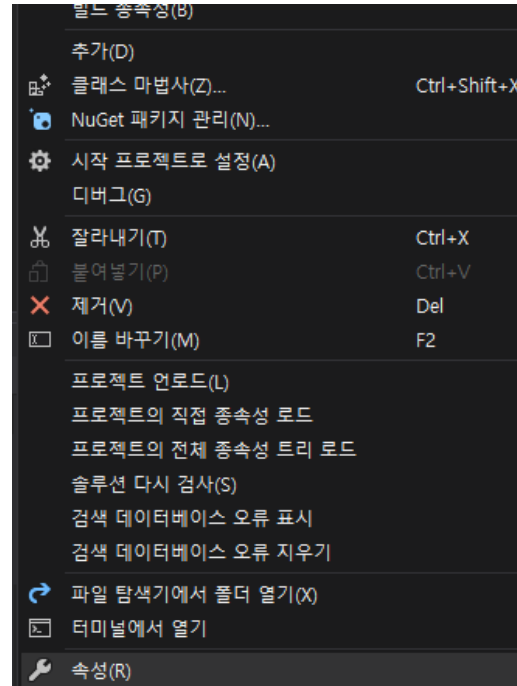 빌드 종속성(B)
추가(D)
클래스 마법사(Z)... Ctrl+Shift+X
NuGet 패키지 관리(N)...
시작 프로젝트로 설정(A)
디버그(G)
잘라내기(T) Ctrl+X
붙여넣기(P) Ctrl+V
제거(V) Del
이름 바꾸기(M) F2
프로젝트 언로드(L)
프로젝트의 직접 종속성 로드
프로젝트의 전체 종속성 트리 로드
솔루션 다시 검사(S)
검색 데이터베이스 오류 표시
검색 데이터베이스 오류 지우기
파일 탐색기에서 폴더 열기(X)
터미널에서 열기
속성(R)